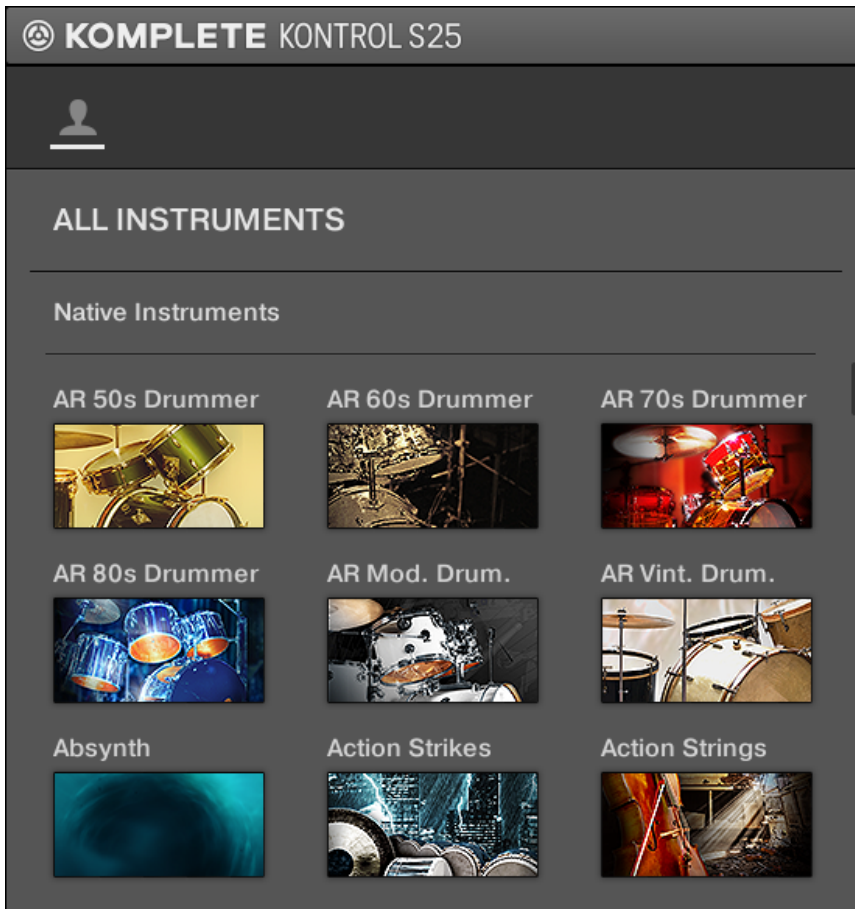 KOMPLETE KONTROL S25
ALL INSTRUMENTS
Native Instruments
AR 50s Drummer
AR 60s Drummer
AR 70s Drummer
AR 80s Drummer
AR Mod. Drum.
AR Vint. Drum.
Absynth
Action Strikes
Action Strings